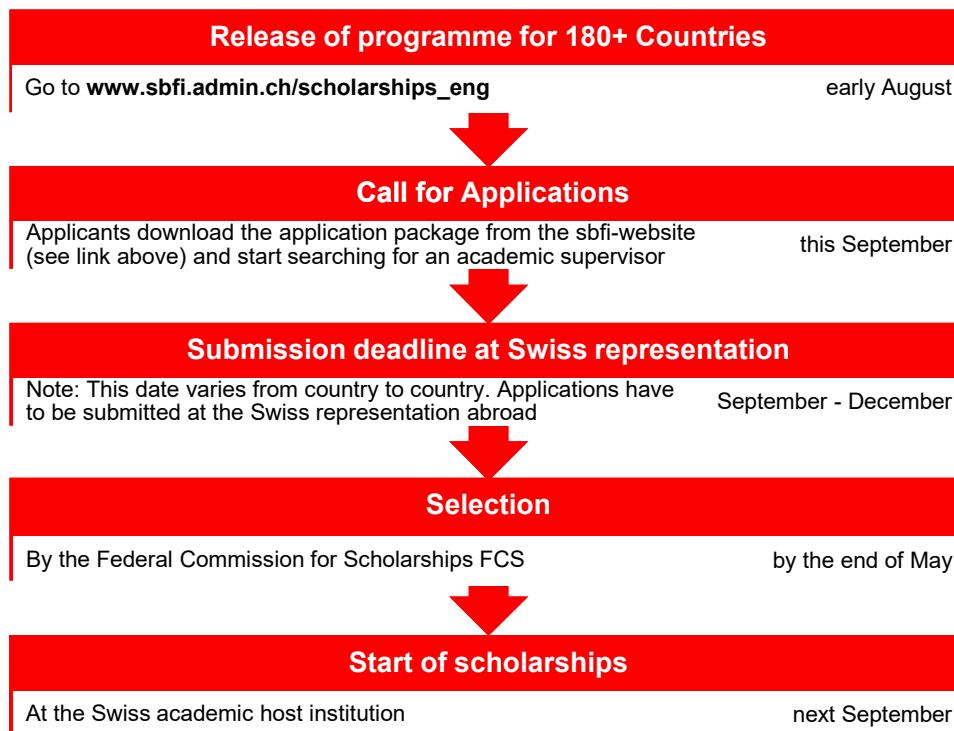 Release of programme for 180+ Countries
Go to www.sbfi.admin.ch/scholarships_eng early August
Call for Applications
Applicants download the application package from the sbfi-website
(see link above) and start searching for an academic supervisor
this September
Submission deadline at Swiss representation
Note: This date varies from country to country. Applications have
to be submitted at the Swiss representation abroad
September - December
Selection
By the Federal Commission for Scholarships FCS by the end of May
Start of scholarships
At the Swiss academic host institution next September